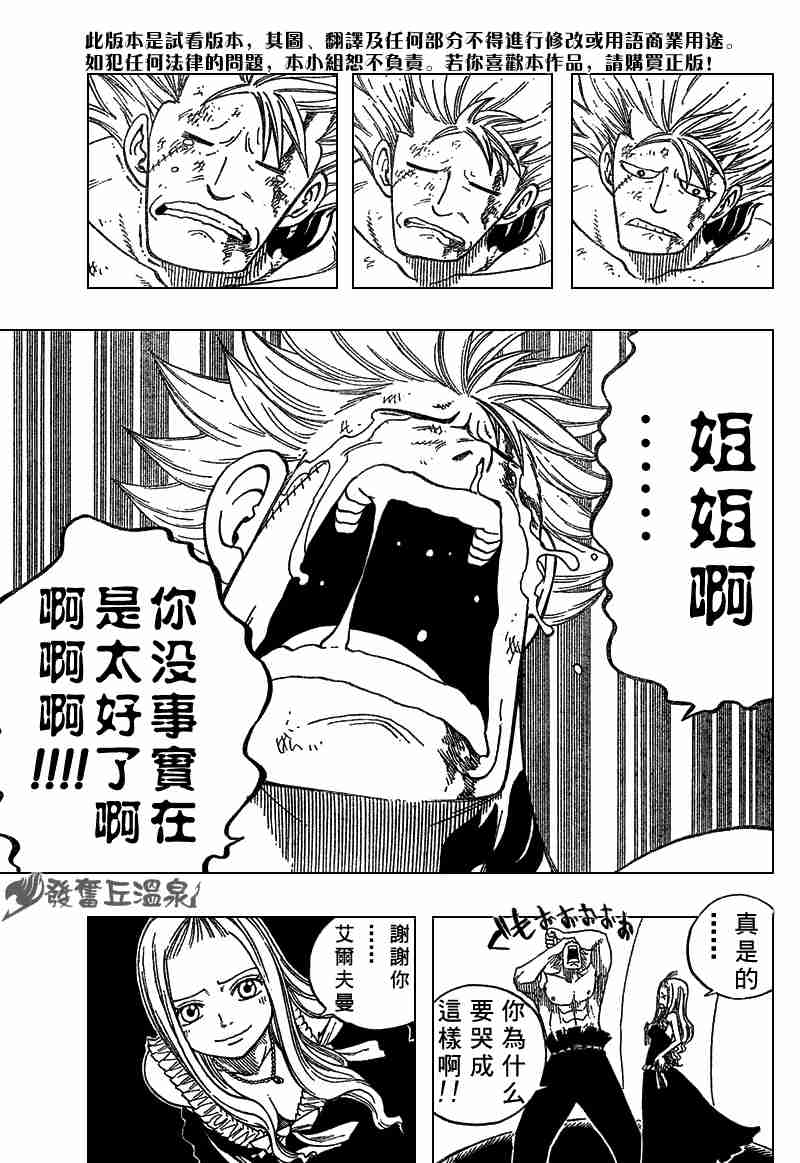 此版本是試看版本，其圖、翻譯及任何部分不得進行修改或用語商業用途。
如犯任何法律的問題，本小組恕不負責。若你喜歡本作品，請購買正版！
姐姐啊
……
你没事實在
是太好了啊
啊啊啊!!!!
發奮丘溫泉
真是的
……
你為什么
要哭成
這樣啊!!
謝謝你
……
艾爾夫曼